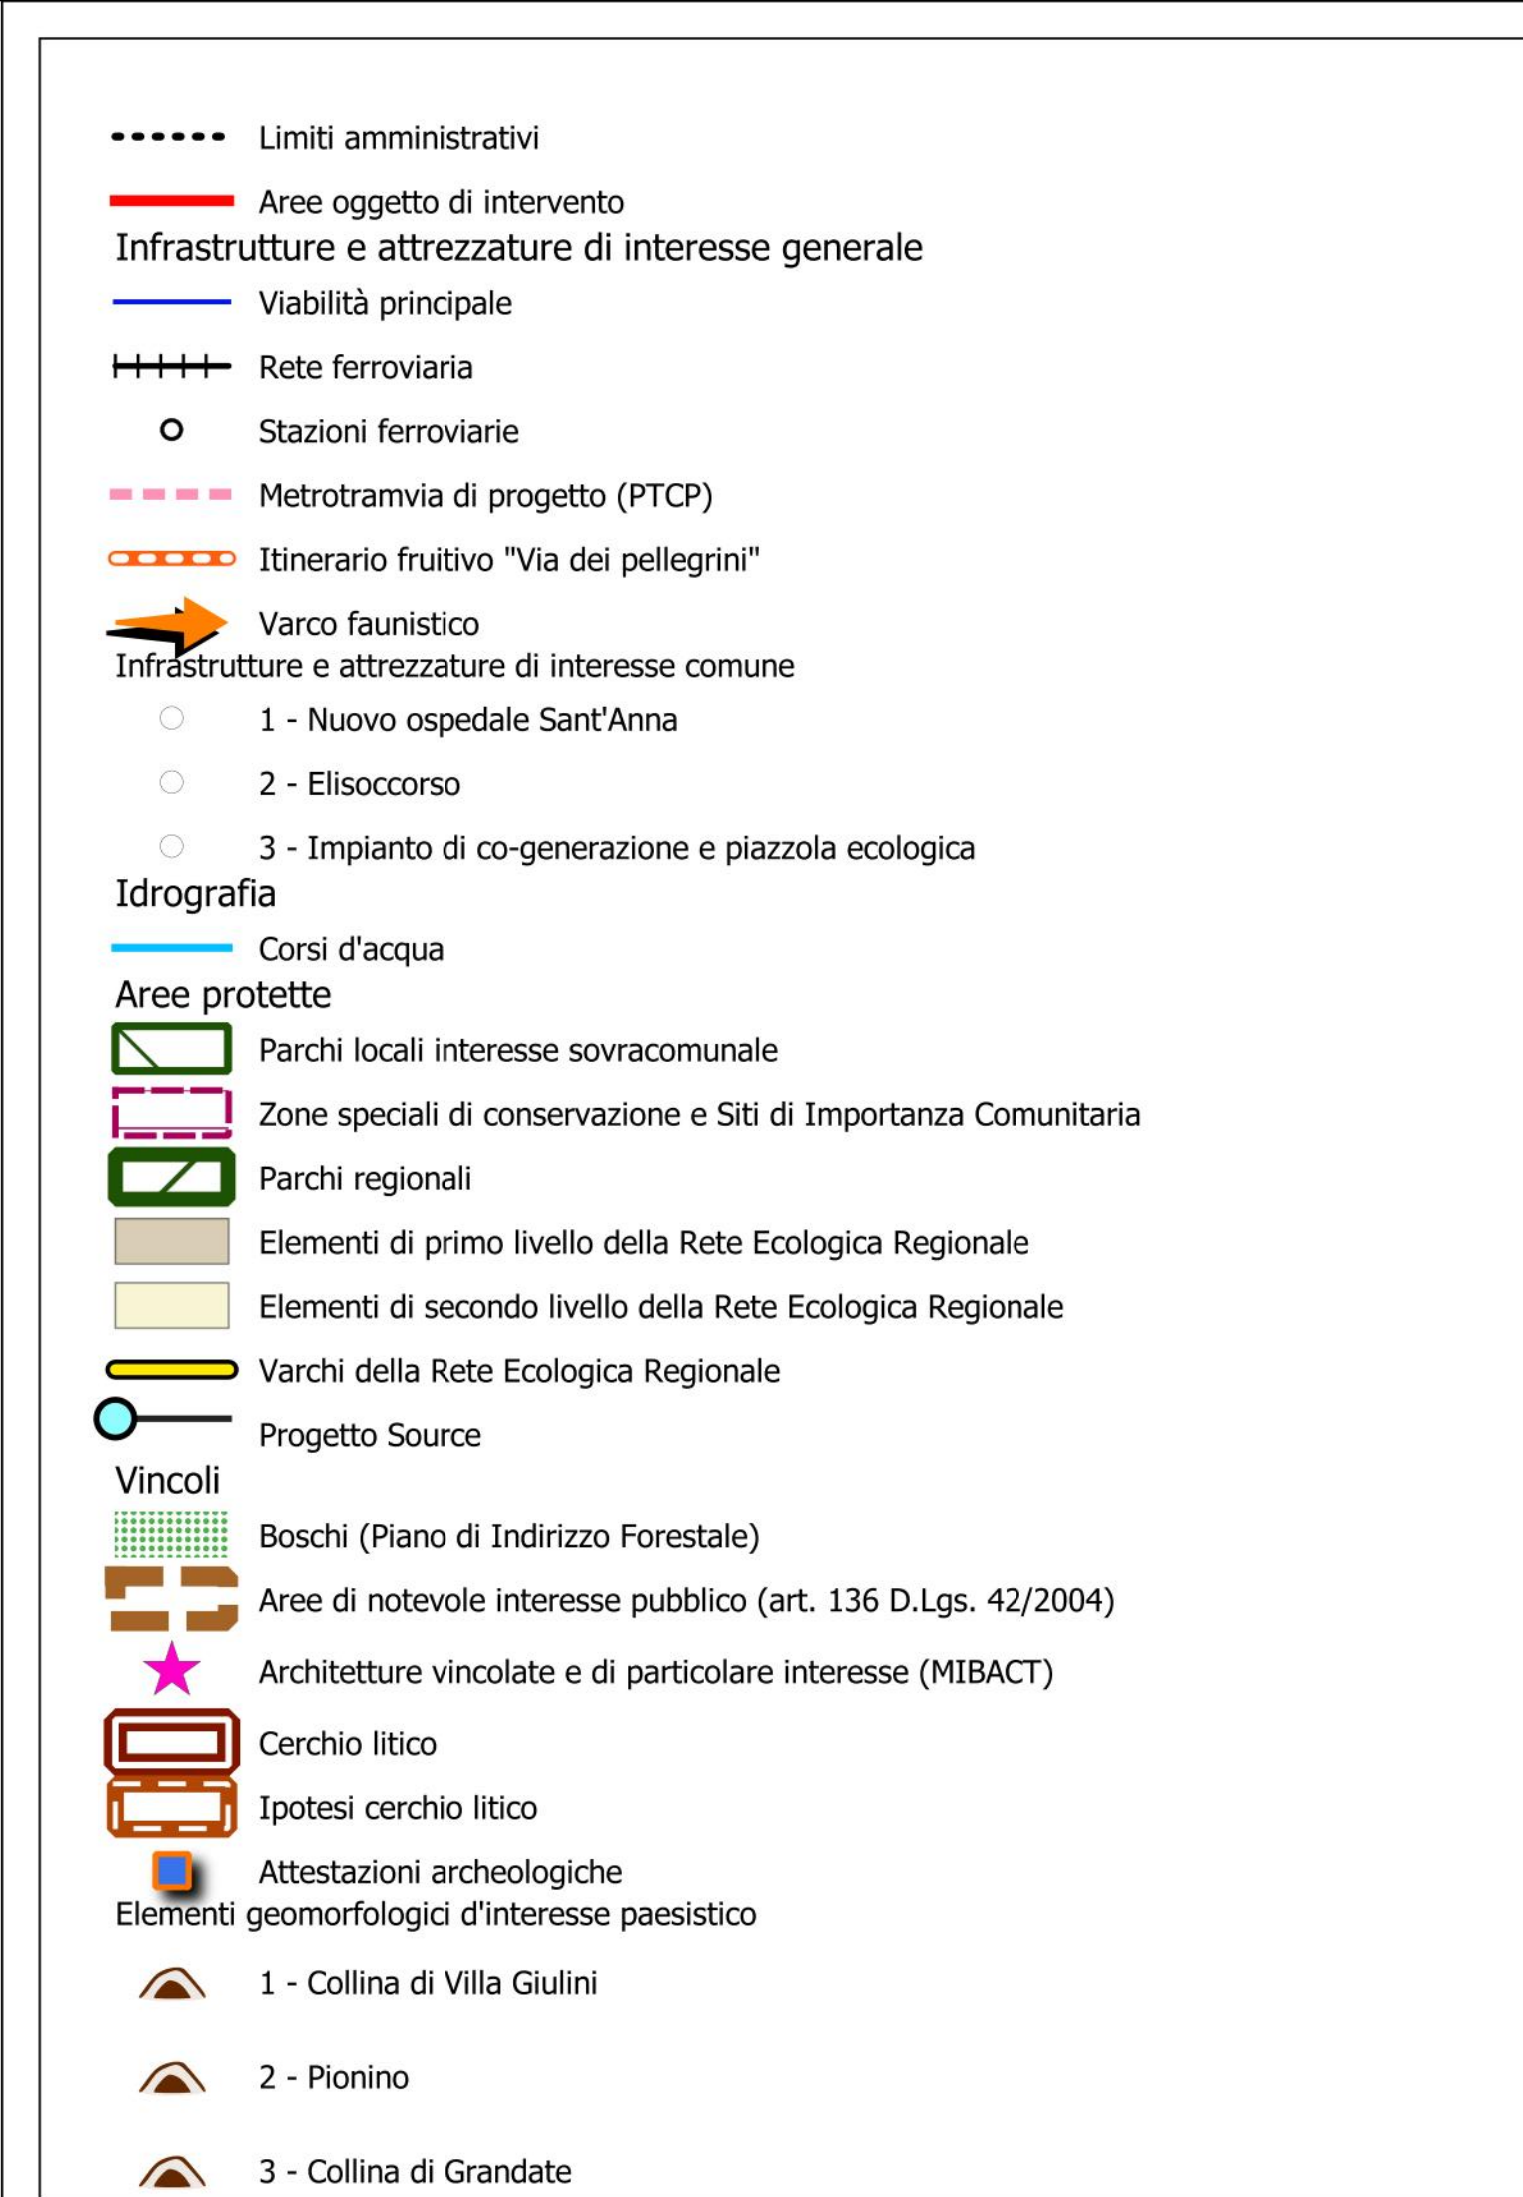 Limiti amministrativi
Aree oggetto di intervento
Infrastrutture e attrezzature di interesse generale
Viabilità principale
Rete ferroviaria
Stazioni ferroviarie
Metrotramvia di progetto (PTCP)
Itinerario fruitivo "Via dei pellegrini"
Varco faunistico
Infrastrutture e attrezzature di interesse comune
1 - Nuovo ospedale Sant'Anna
2 - Elisoccorso
3 - Impianto di co-generazione e piazzola ecologica
Idrografia
Corsi d'acqua
Aree protette
Parchi locali interesse sovracomunale
Zone speciali di conservazione e Siti di Importanza Comunitaria
Parchi regionali
Elementi di primo livello della Rete Ecologica Regionale
Elementi di secondo livello della Rete Ecologica Regionale
Varchi della Rete Ecologica Regionale
Progetto Source
Vincoli
Boschi (Piano di Indirizzo Forestale)
Aree di notevole interesse pubblico (art. 136 D.Lgs. 42/2004)
Architetture vincolate e di particolare interesse (MIBACT)
Cerchio litico
Ipotesi cerchio litico
Attestazioni archeologiche
Elementi geomorfologici d'interesse paesistico
1 - Collina di Villa Giulini
2 - Pionino
3 - Collina di Grandate